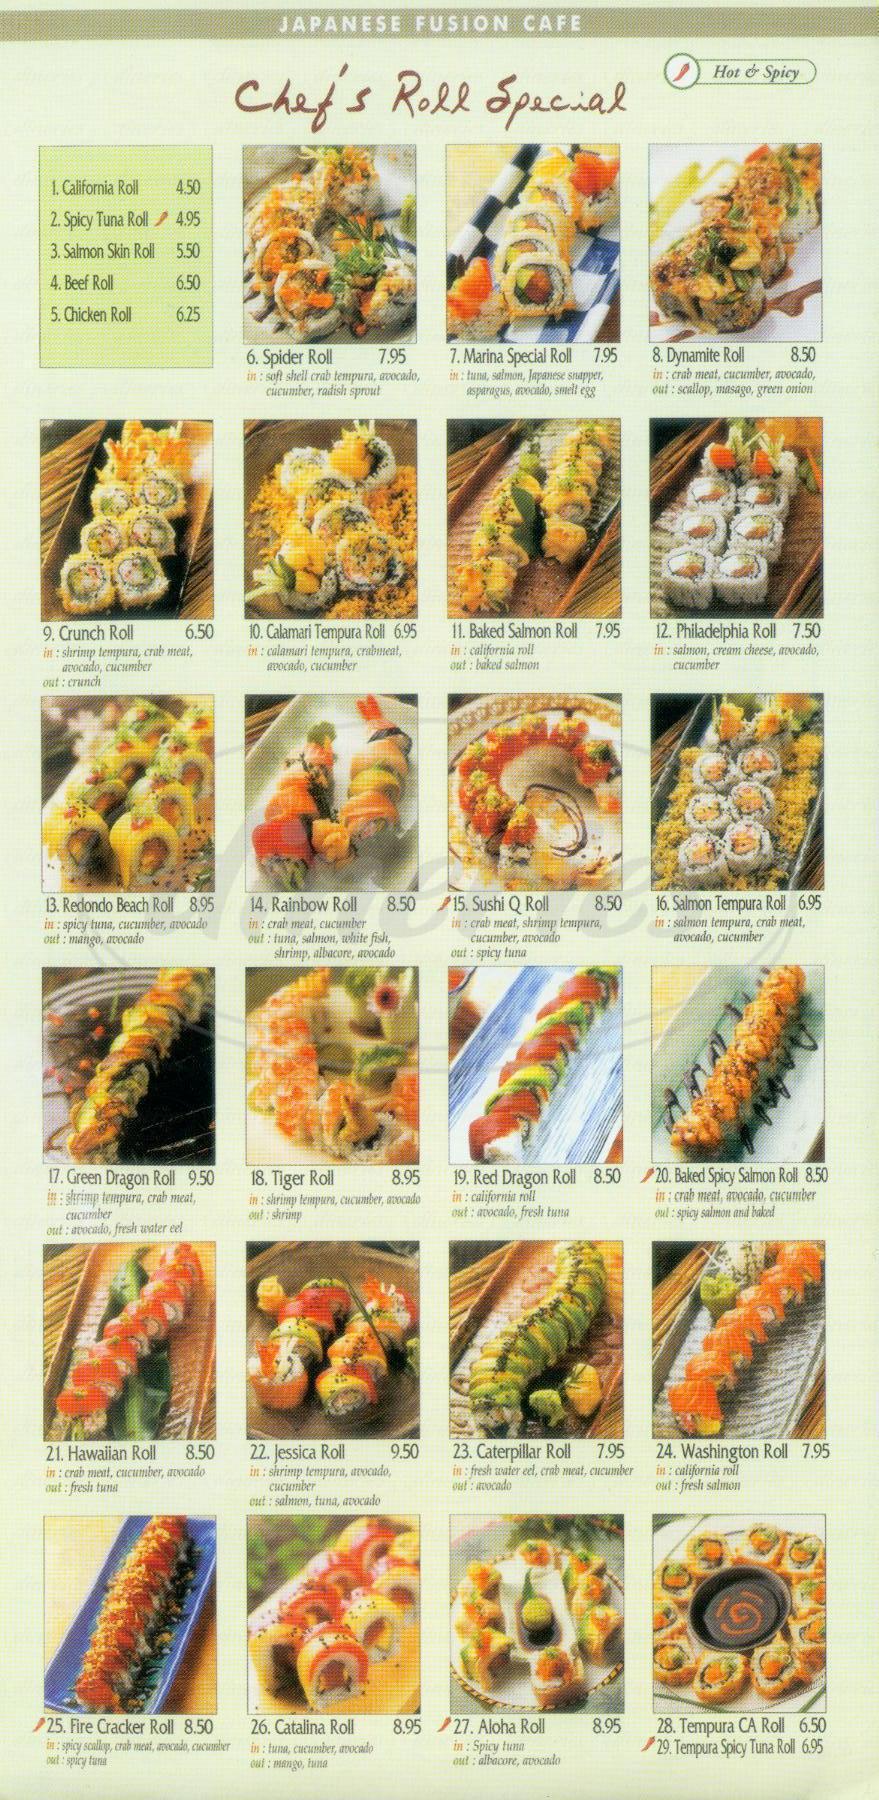 JAPANESE FUSION CAFE
Hot & Spicy
Chef's Roll Special
1. California Roll 4.50
2. Spicy Tuna Roll 4.95
3. Salmon Skin Roll 5.50
4. Beef Roll 6.50
5. Chicken Roll 6.25
6. Spider Roll 7.95
in : soft shell crab tempura, avocado,
cucumber, radish sprout
7. Marina Special Roll 7.95
in : tuna, salmon, Japanese snapper,
asparagus, avocado, smelt egg
8. Dynamite Roll 8.50
in : crab meat, cucumber, avocado,
out : scallop, masago, green onion
9. Crunch Roll 6.50
in : shrimp tempura, crab meat,
avocado, cucumber
out : crunch
10. Calamari Tempura Roll 6.95
in : calamari tempura, crabmeat,
avocado, cucumber
11. Baked Salmon Roll 7.95
in : california roll
out : baked salmon
12. Philadelphia Roll 7.50
in : salmon, cream cheese, avocado,
cucumber
13. Redondo Beach Roll 8.95
in : spicy tuna, cucumber, avocado
out : mango, avocado
14. Rainbow Roll 8.50
in : crab meat, cucumber
out : tuna, salmon, white fish,
shrimp, albacore, avocado
15. Sushi Q Roll 8.50
in : crab meat, shrimp tempura,
cucumber, avocado
out : spicy tuna
16. Salmon Tempura Roll 6.95
in : salmon tempura, crab meat,
avocado, cucumber
17. Green Dragon Roll 9.50
in : shrimp tempura, crab meat,
cucumber
out : avocado, fresh water eel
18. Tiger Roll 8.95
in : shrimp tempura, cucumber, avocado
out : shrimp
19. Red Dragon Roll 8.50
in : california roll
out : avocado, fresh tuna
20. Baked Spicy Salmon Roll 8.50
in : crab meat, avocado, cucumber
out : spicy salmon and baked
21. Hawaiian Roll 8.50
in : crab meat, cucumber, avocado
out : fresh tuna
22. Jessica Roll 9.50
in : shrimp tempura, avocado,
cucumber
out : salmon, tuna, avocado
23. Caterpillar Roll 7.95
in : fresh water eel, crab meat, cucumber
out : avocado
24. Washington Roll 7.95
in : california roll
out : fresh salmon
25. Fire Cracker Roll 8.50
in : spicy scallop, crab meat, avocado, cucumber
out : spicy tuna
26. Catalina Roll 8.95
in : tuna, cucumber, avocado
out : mango, tuna
27. Aloha Roll 8.95
in : Spicy tuna
out : albacore, avocado
28. Tempura CA Roll 6.50
29. Tempura Spicy Tuna Roll 6.95